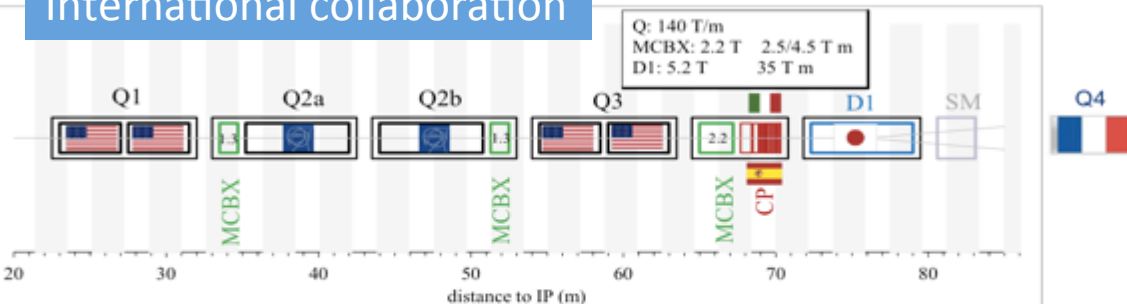 International collaboration
Q: 140 T/m
MCBX: 2.2 T 2.5/4.5 T m
D1: 5.2 T 35 T m
Q1
Q2a
Q2b
Q3
D1
SM
Q4
1.3
1.3
2.2
MCBX
MCBX
MCBX
CP
20
30
40
50
60
70
80
distance to IP (m)